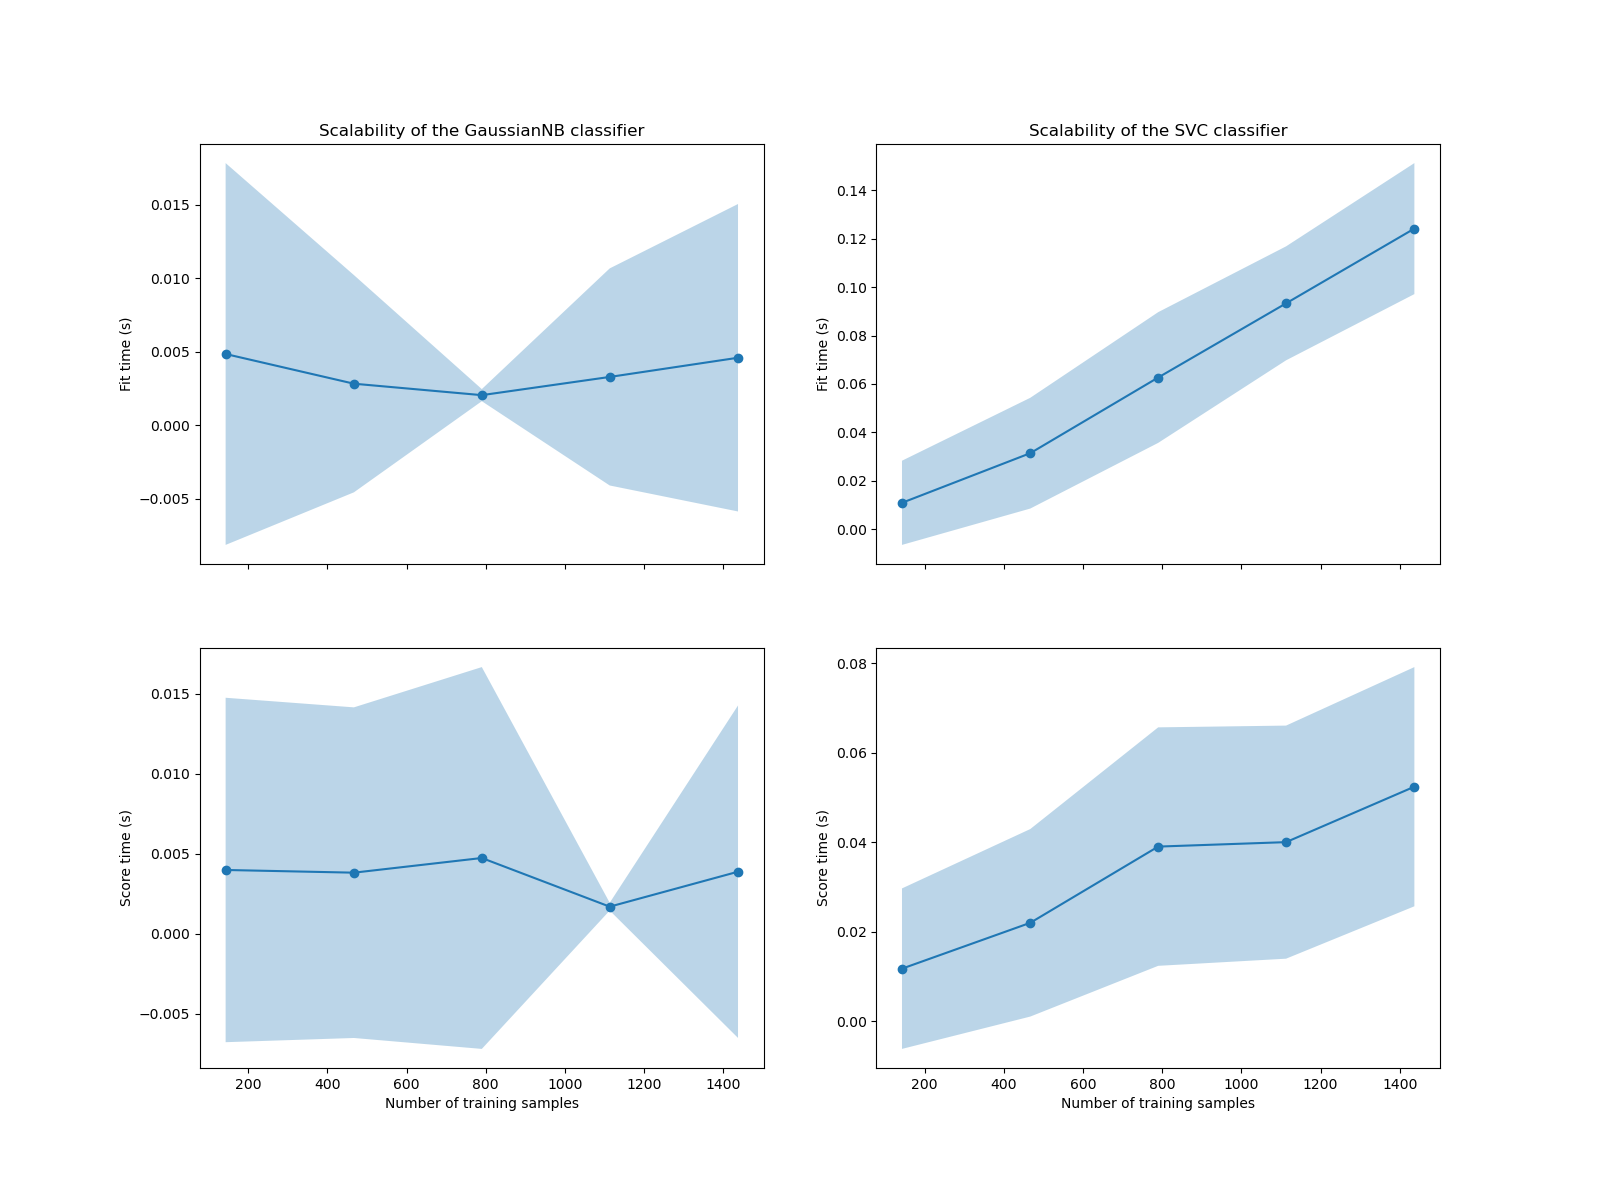 Scalability of the GaussianNB classifier
Fit time (s)
0.015
0.010
0.005
0.000
−0.005
Scalability of the SVC classifier
Fit time (s)
0.14
0.12
0.10
0.08
0.06
0.04
0.02
0.00
Score time (s)
0.015
0.010
0.005
0.000
−0.005
200 400 600 800 1000 1200 1400
Number of training samples
Score time (s)
0.08
0.06
0.04
0.02
0.00
200 400 600 800 1000 1200 1400
Number of training samples